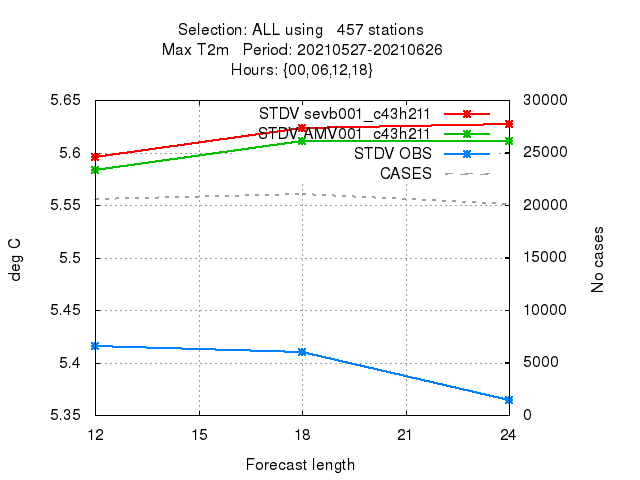 Selection: ALL using   457 stations
Max T2m   Period: 20210527-20210626
Hours: {00,06,12,18}
STDV sevb001_c43h211
STDV AMV001_c43h211
STDV OBS
CASES
deg C
5.65
5.6
5.55
5.5
5.45
5.4
5.35
30000
25000
20000
15000
10000
5000
0
No cases
12 15 18 21 24
Forecast length